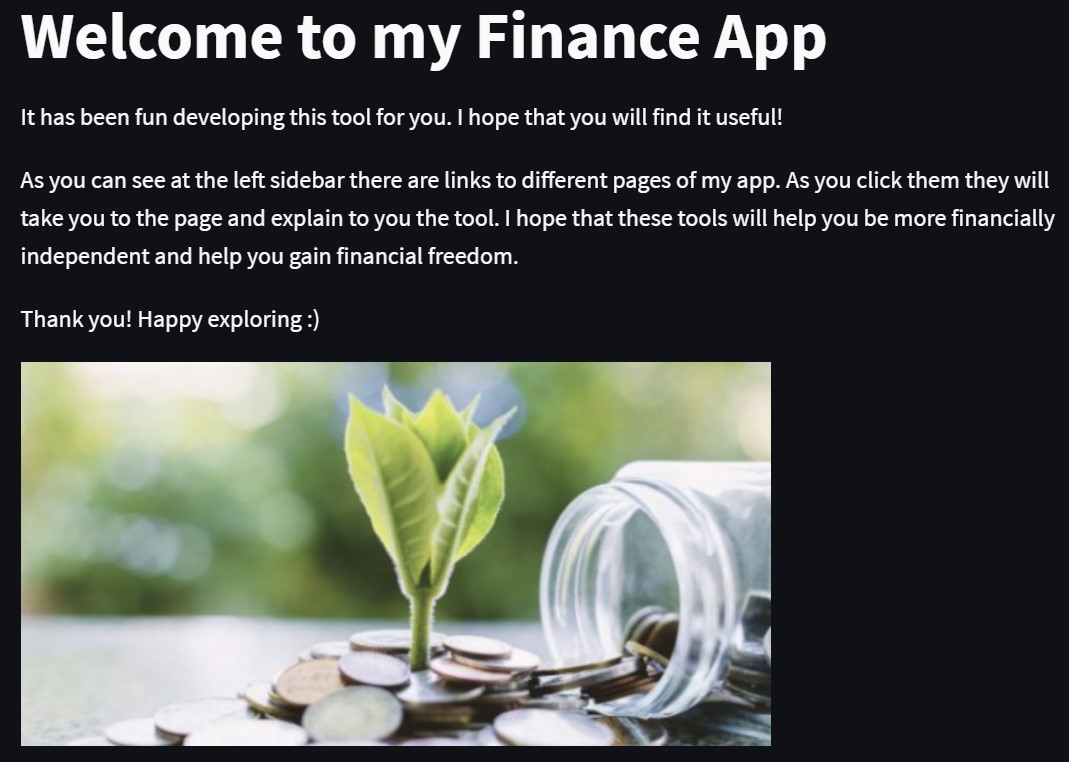 Welcome to my Finance App
It has been fun developing this tool for you. I hope that you will find it useful!
As you can see at the left sidebar there are links to different pages of my app. As you click them they will
take you to the page and explain to you the tool. I hope that these tools will help you be more financially
independent and help you gain financial freedom.
Thank you! Happy exploring :)